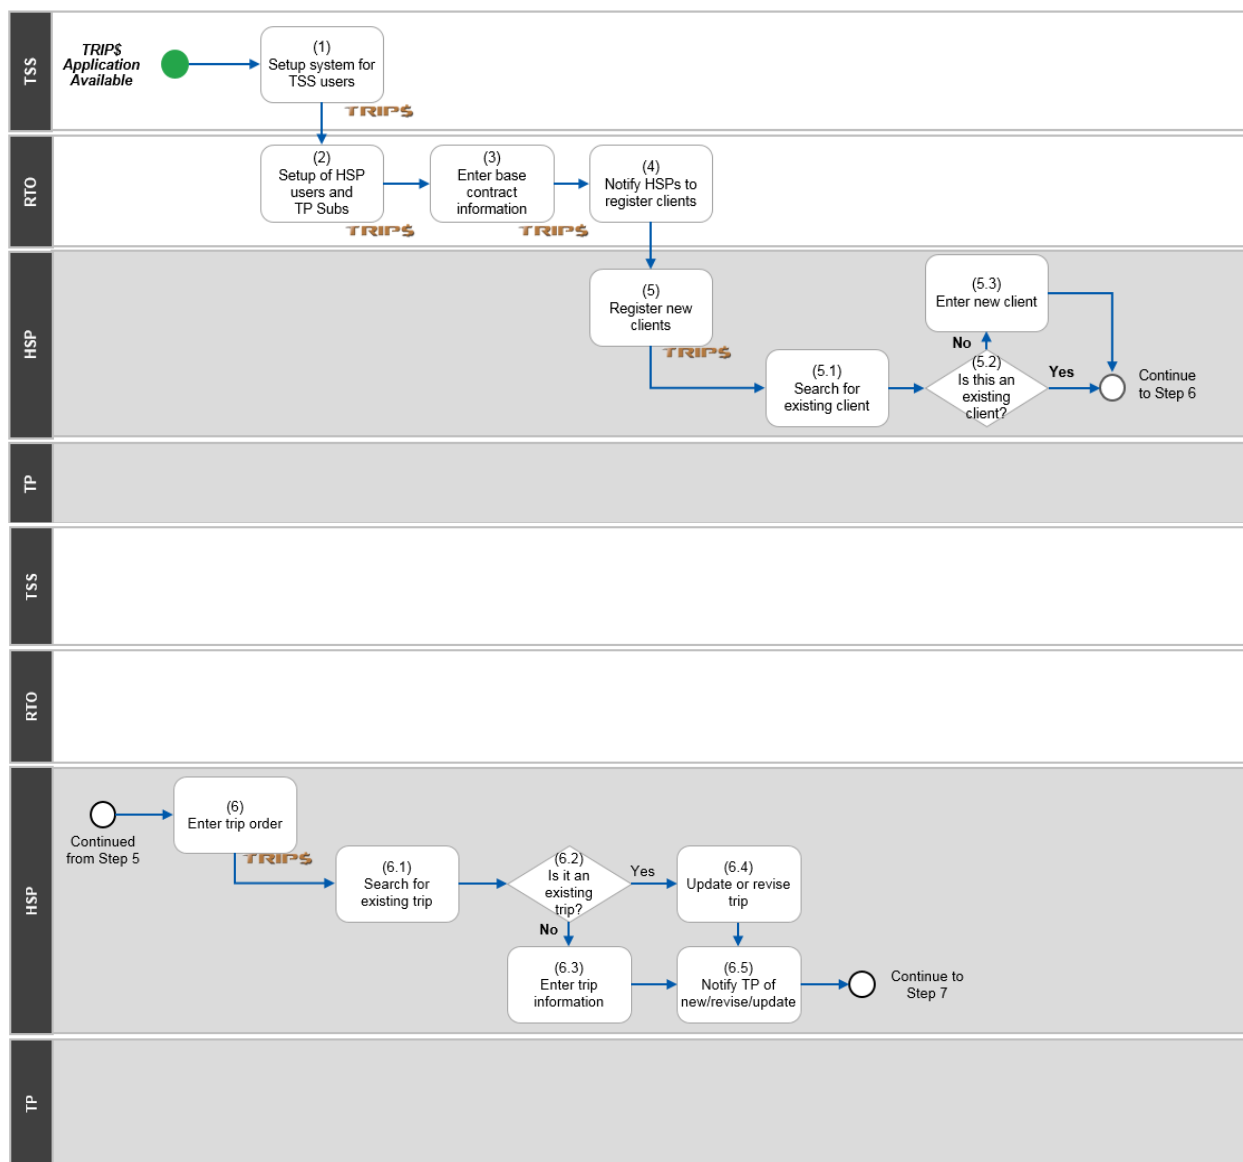 TSS
TRIP$
Application
Available
(1)
Setup system for
TSS users
TRIP$
RTO
(2)
Setup of HSP
users and
TP Subs
TRIP$
(3)
Enter base
contract
information
TRIP$
(4)
Notify HSPs to
register clients
HSP
(5)
Register new
clients
TRIP$
(5.1)
Search for
existing client
(5.2)
Is this an
existing
client?
No
(5.3)
Enter new client
Yes
Continue
to Step 6
TP
TSS
RTO
HSP
Continued
from Step 5
(6)
Enter trip order
TRIP$
(6.1)
Search for
existing trip
(6.2)
Is it an
existing
trip?
Yes
(6.4)
Update or revise
trip
No
(6.3)
Enter trip
information
(6.5)
Notify TP of
new/revise/update
Continue to
Step 7
TP